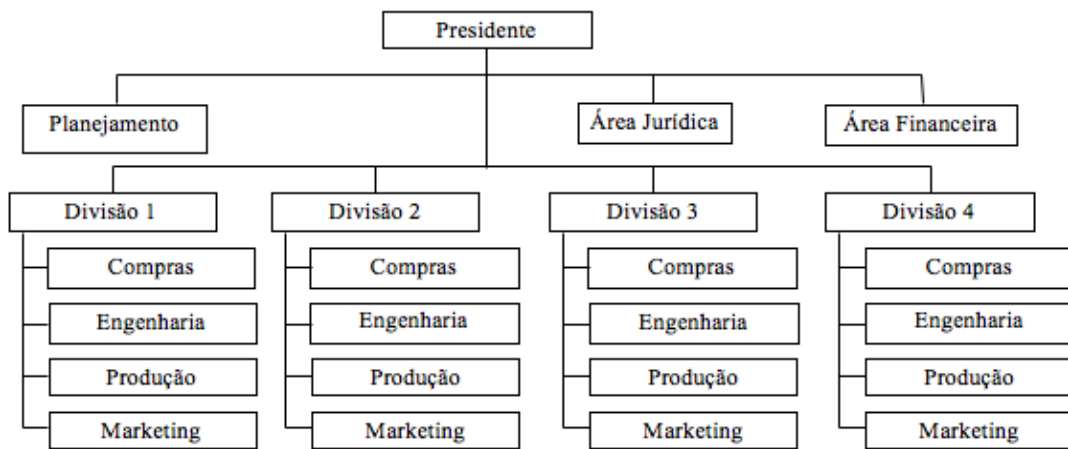 Presidente
Planejamento
Área Jurídica
Área Financeira
Divisão 1
Divisão 2
Divisão 3
Divisão 4
Compras
Compras
Compras
Compras
Engenharia
Engenharia
Engenharia
Engenharia
Produção
Produção
Produção
Produção
Marketing
Marketing
Marketing
Marketing